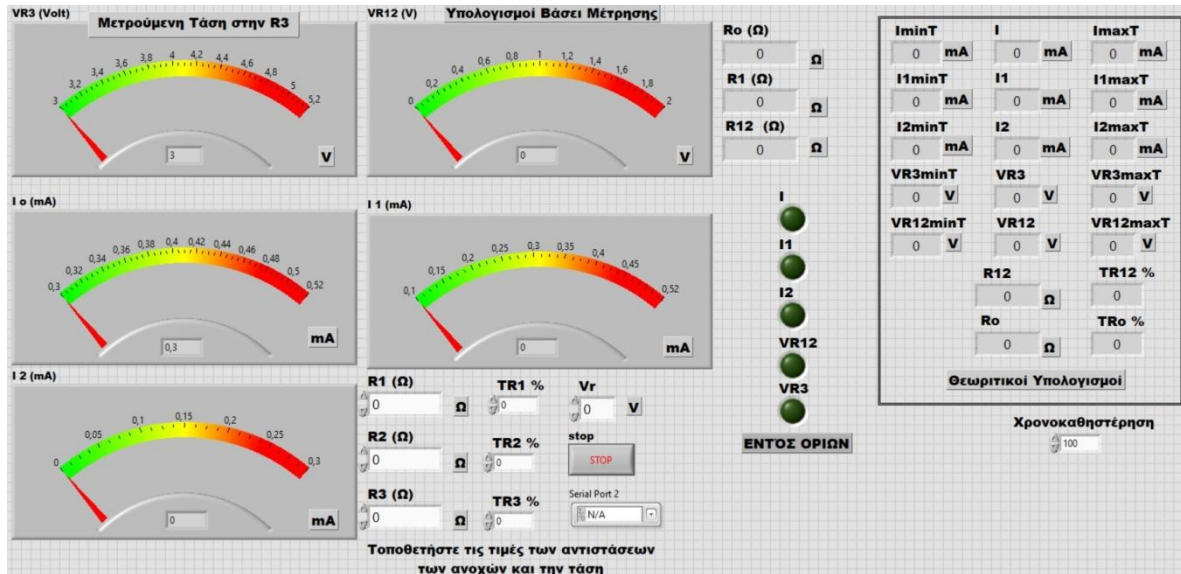 VR3 (Volt)
Μετρούμενη Τάση στην R3
3 3,2 3,4 3,6 3,8 4 4,2 4,4 4,6 4,8 5 5,2
3
V
VR12 (V)
Υπολογισμοί Βάσει Μέτρησης
0 0,2 0,4 0,6 0,8 1 1,2 1,4 1,6 1,8 2
0
V
I o (mA)
0,3 0,32 0,34 0,36 0,38 0,4 0,42 0,44 0,46 0,48 0,5 0,52
0,3
mA
I 1 (mA)
0,1 0,15 0,2 0,25 0,3 0,35 0,4 0,45 0,52
0
mA
I 2 (mA)
0 0,05 0,1 0,15 0,2 0,25 0,3
0
mA
R1 (Ω) TR1 % Vr
0 Ω 0 0 V
R2 (Ω) TR2 % stop
0 Ω 0 STOP
R3 (Ω) TR3 % Serial Port 2
0 Ω 0 N/A
Τοποθετήστε τις τιμές των αντιστάσεων
των ανοχών και την τάση
Ro (Ω)
0 Ω
R1 (Ω)
0 Ω
R12 (Ω)
0 Ω
I
I1
I2
VR12
VR3
ΕΝΤΌΣ ΟΡΙΩΝ
IminT I ImaxT
0 mA 0 mA 0 mA
I1minT I1 I1maxT
0 mA 0 mA 0 mA
I2minT I2 I2maxT
0 mA 0 mA 0 mA
VR3minT VR3 VR3maxT
0 V 0 V 0 V
VR12minT VR12 VR12maxT
0 V 0 V 0 V
R12 TR12 %
0 Ω 0
Ro TRo %
0 Ω 0
Θεωριτικοί Υπολογισμοί
Χρονοκαθηστέρηση
100